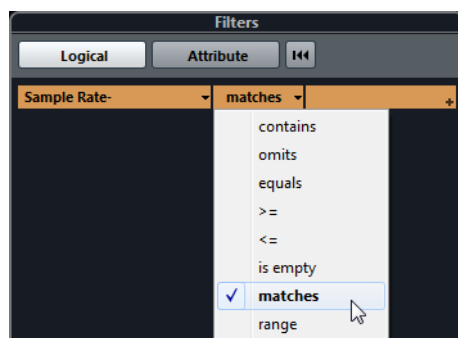 Filters
Logical Attribute
Sample Rate- matches +
contains
omits
equals
>=
<=
is empty
✓ matches
range